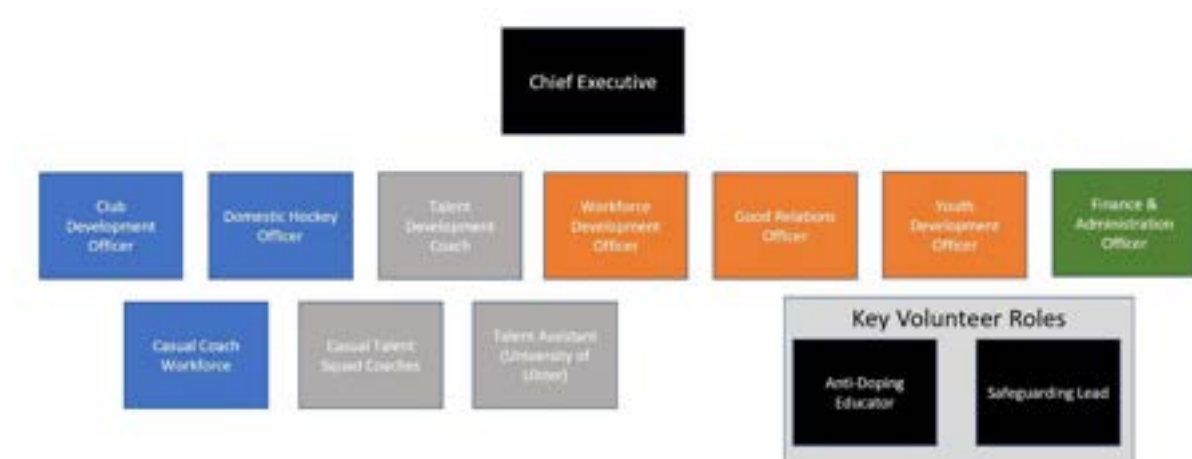 Chief Executive
Club
Development
Officer
Domestic Hockey
Officer
Talent
Development
Coach
Workforce
Development
Officer
Good Relations
Officer
Youth
Development
Officer
Finance &
Administration
Officer
Casual Coach
Workforce
Casual Talent
Squad Coaches
Talent Assistant
(University of
Ulster)
Key Volunteer Roles
Anti-Doping
Educator
Safeguarding Lead